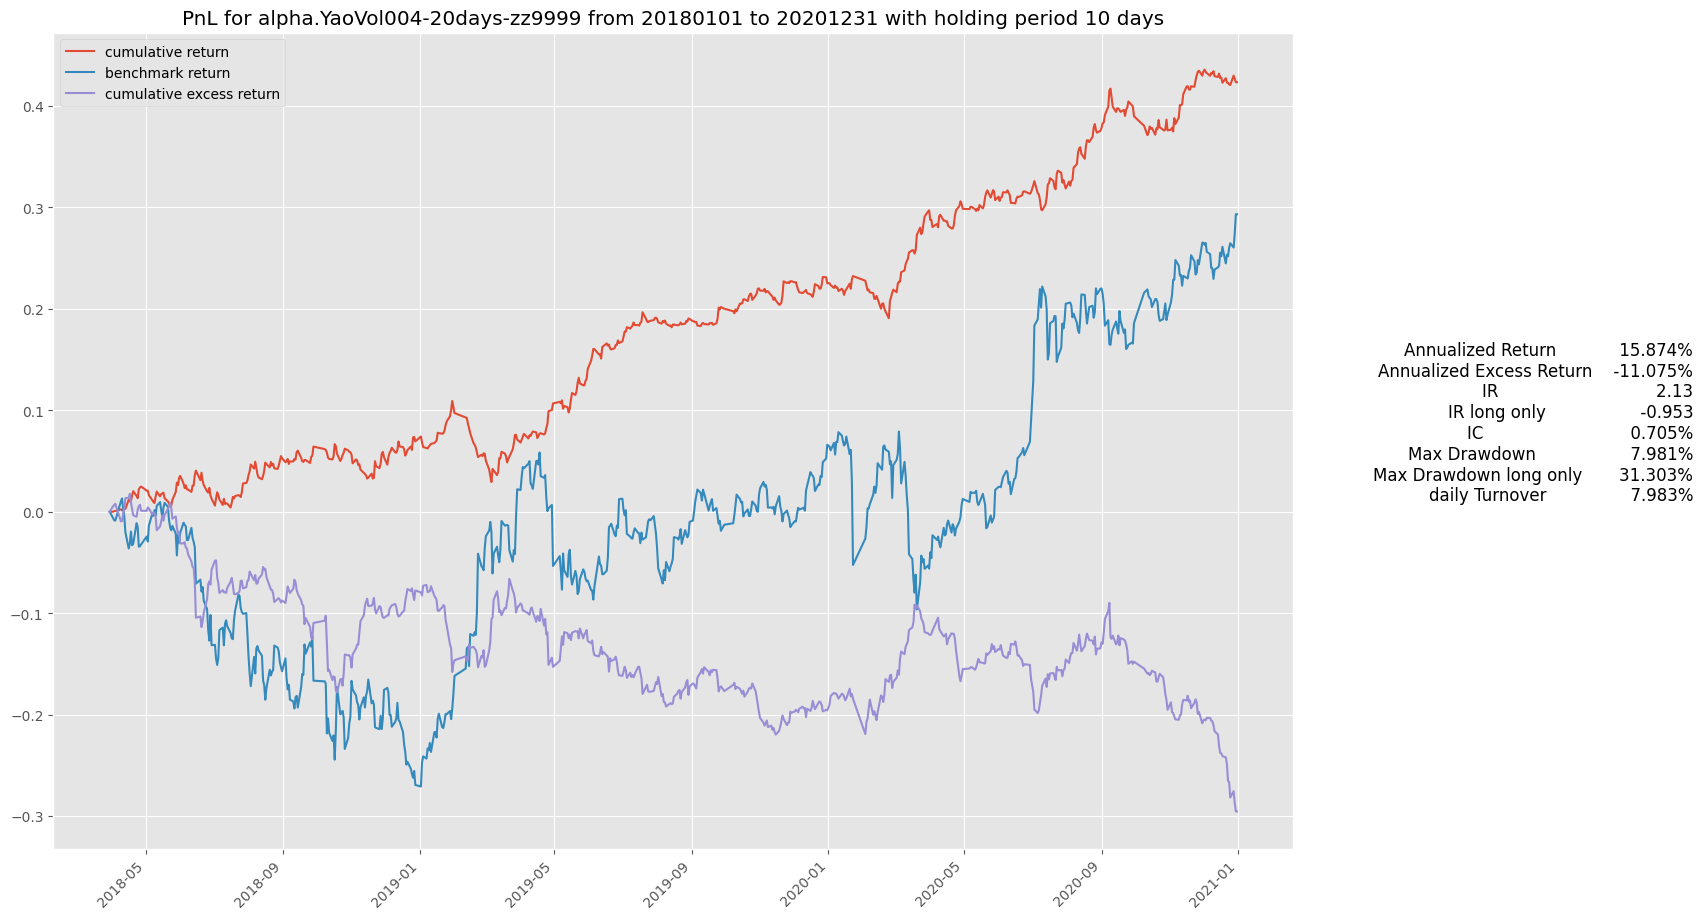 PnL for alpha.YaoVol004-20days-zz9999 from 20180101 to 20201231 with holding period 10 days
cumulative return
benchmark return
cumulative excess return
0.4
0.3
0.2
0.1
0.0
−0.1
−0.2
−0.3
2018-05
2018-09
2019-01
2019-05
2019-09
2020-01
2020-05
2020-09
2021-01
Annualized Return 15.874%
Annualized Excess Return -11.075%
IR 2.13
IR long only -0.953
IC 0.705%
Max Drawdown 7.981%
Max Drawdown long only 31.303%
daily Turnover 7.983%